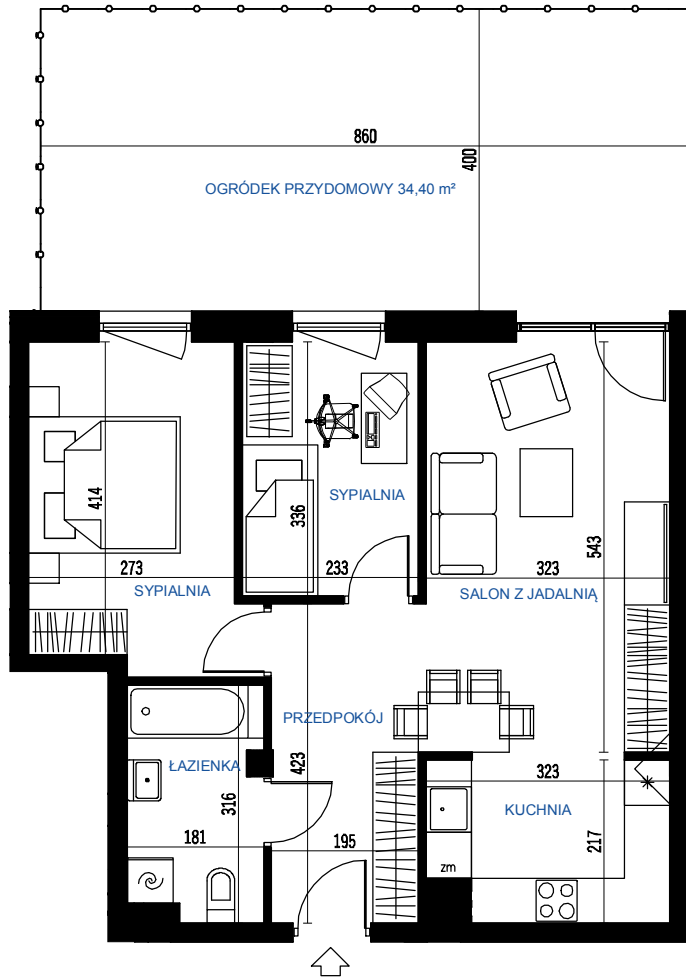 860
400
OGRÓDEK PRZYDOMOWY 34,40 m²
414
336
543
SYPIALNIA
273
233
323
SYPIALNIA
SALON Z JADALNIĄ
PRZEDPOKÓJ
ŁAZIENKA
423
316
323
KUCHNIA
181
195
217
zm